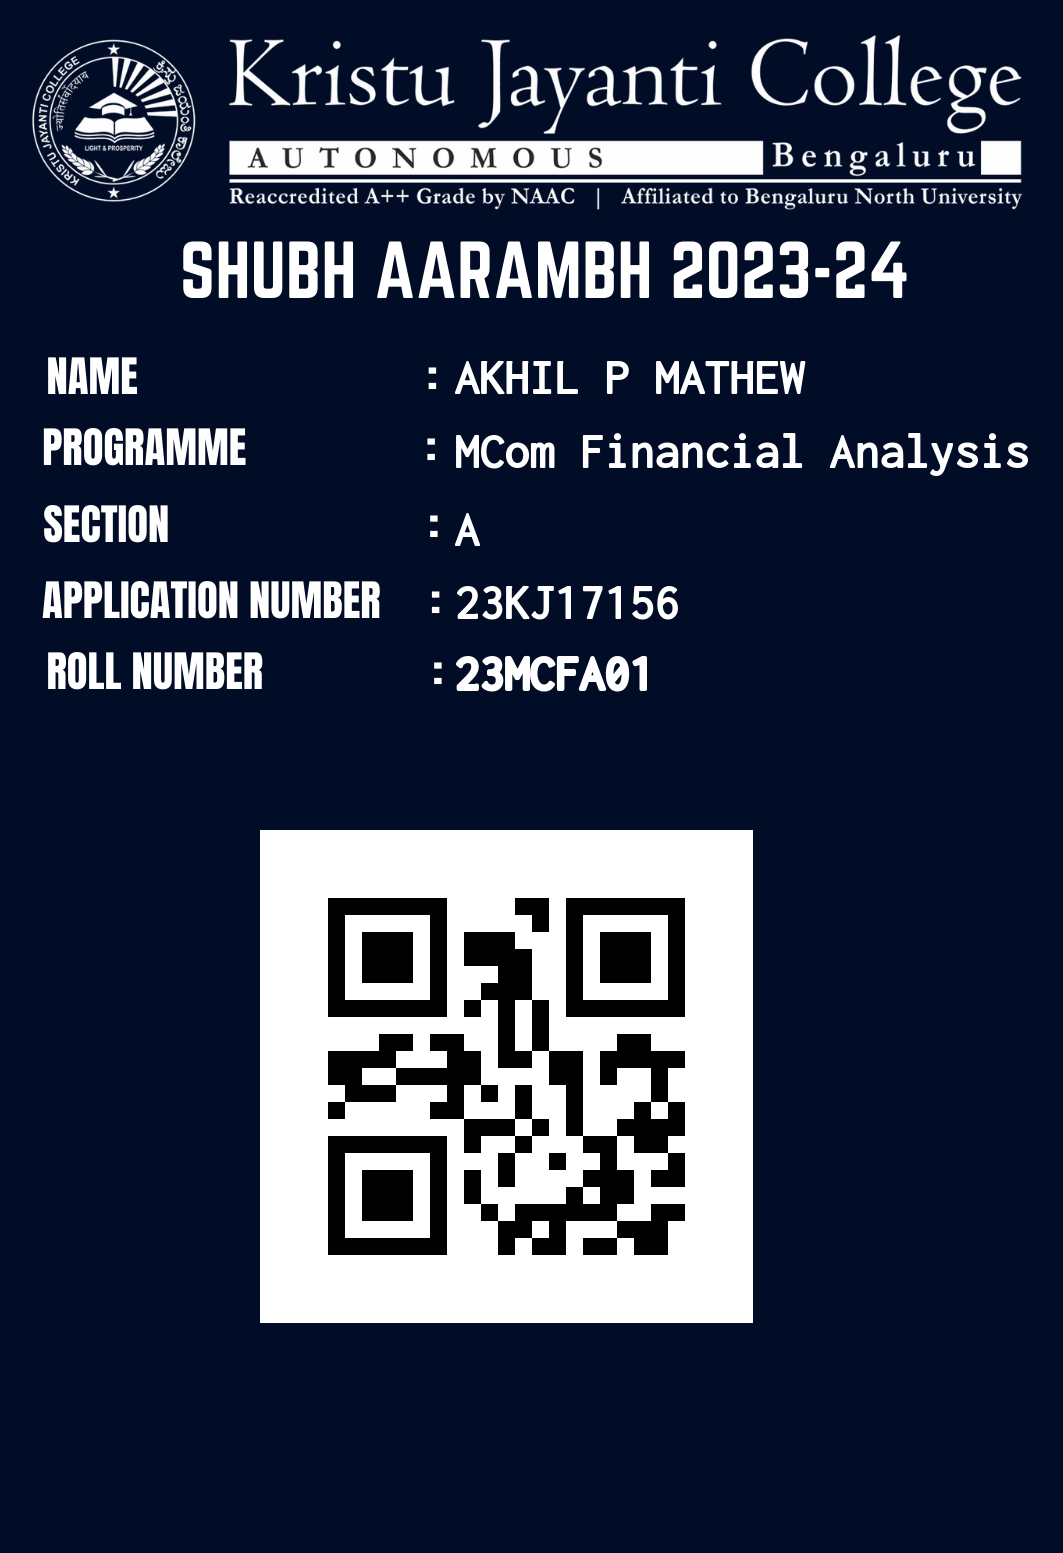 Kristu Jayanti College
AUTONOMOUS Bengaluru
Reaccredited A++ Grade by NAAC | Affiliated to Bengaluru North University
KRISTU JAYANTI COLLEGE
LIGHT & PROSPERITY
SHUBH AARAMBH 2023-24
NAME : AKHIL P MATHEW
PROGRAMME : MCom Financial Analysis
SECTION : A
APPLICATION NUMBER : 23KJ17156
ROLL NUMBER : 23MCFA01